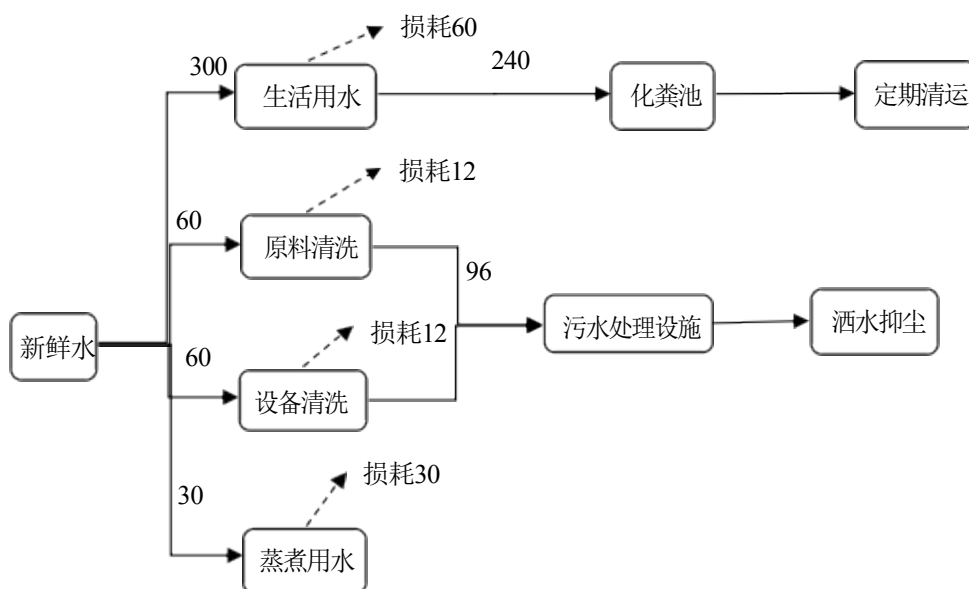 损耗60
300
240
生活用水
化粪池
定期清运
损耗12
60
原料清洗
96
新鲜水
污水处理设施
洒水抑尘
损耗12
60
设备清洗
损耗30
30
蒸煮用水